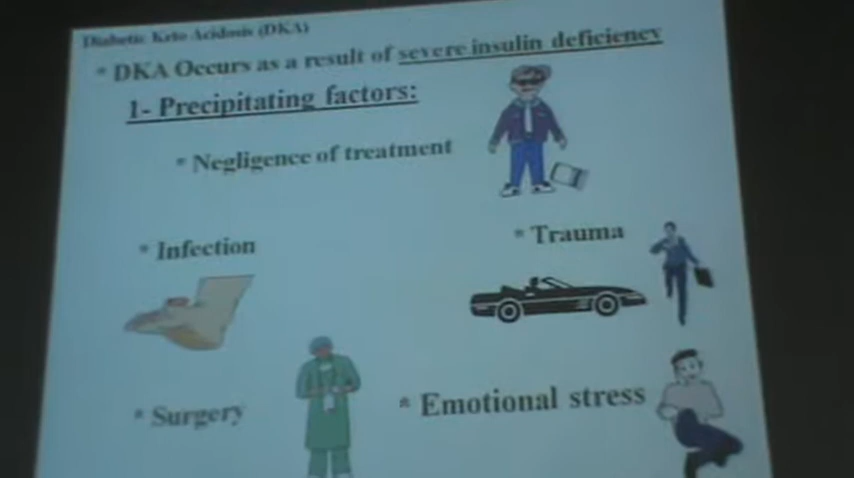 Diabetic Keto Acidosis (DKA)
* DKA Occurs as a result of severe insulin deficiency
1- Precipitating factors:
* Negligence of treatment
* Infection
* Trauma
* Surgery
* Emotional stress